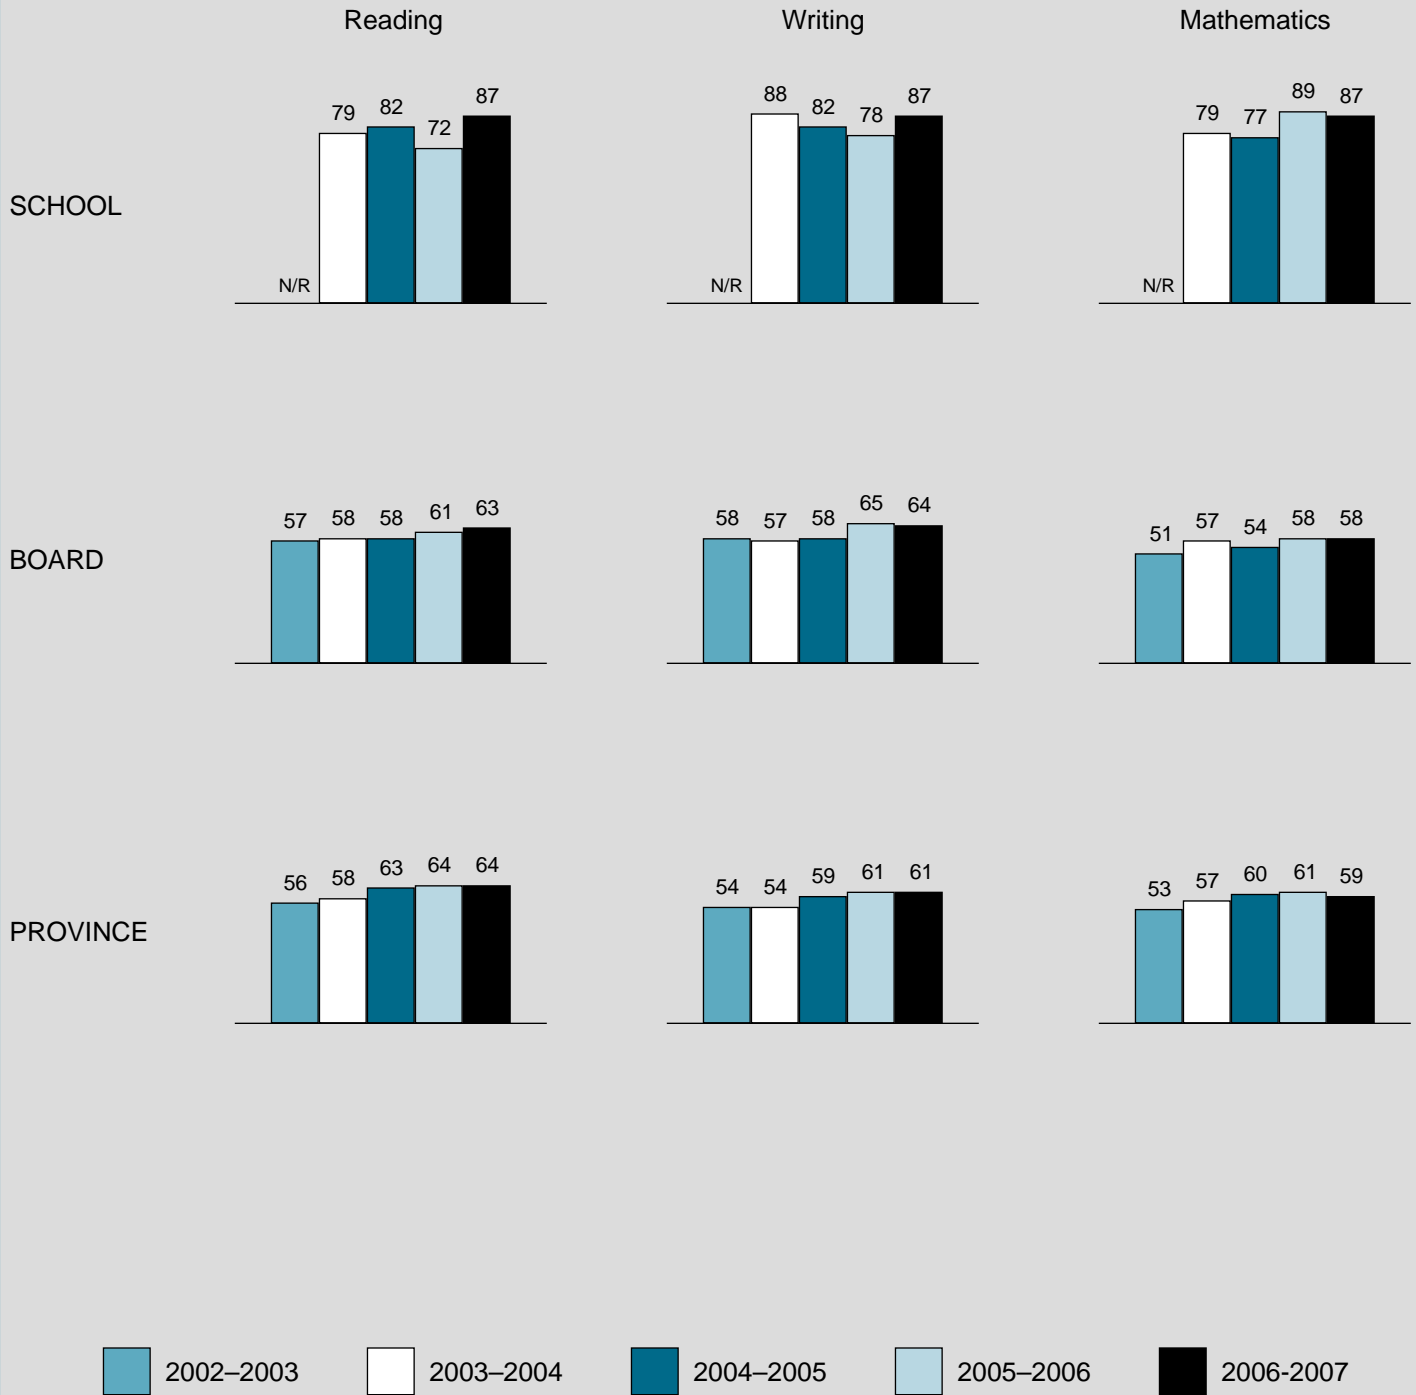 Reading Writing Mathematics
79 82 72 87
88 82 78 87
79 77 89 87
SCHOOL
N/R N/R N/R
57 58 58 61 63
58 57 58 65 64
51 57 54 58 58
BOARD
56 58 63 64 64
54 54 59 61 61
53 57 60 61 59
PROVINCE
2002–2003 2003–2004 2004–2005 2005–2006 2006-2007